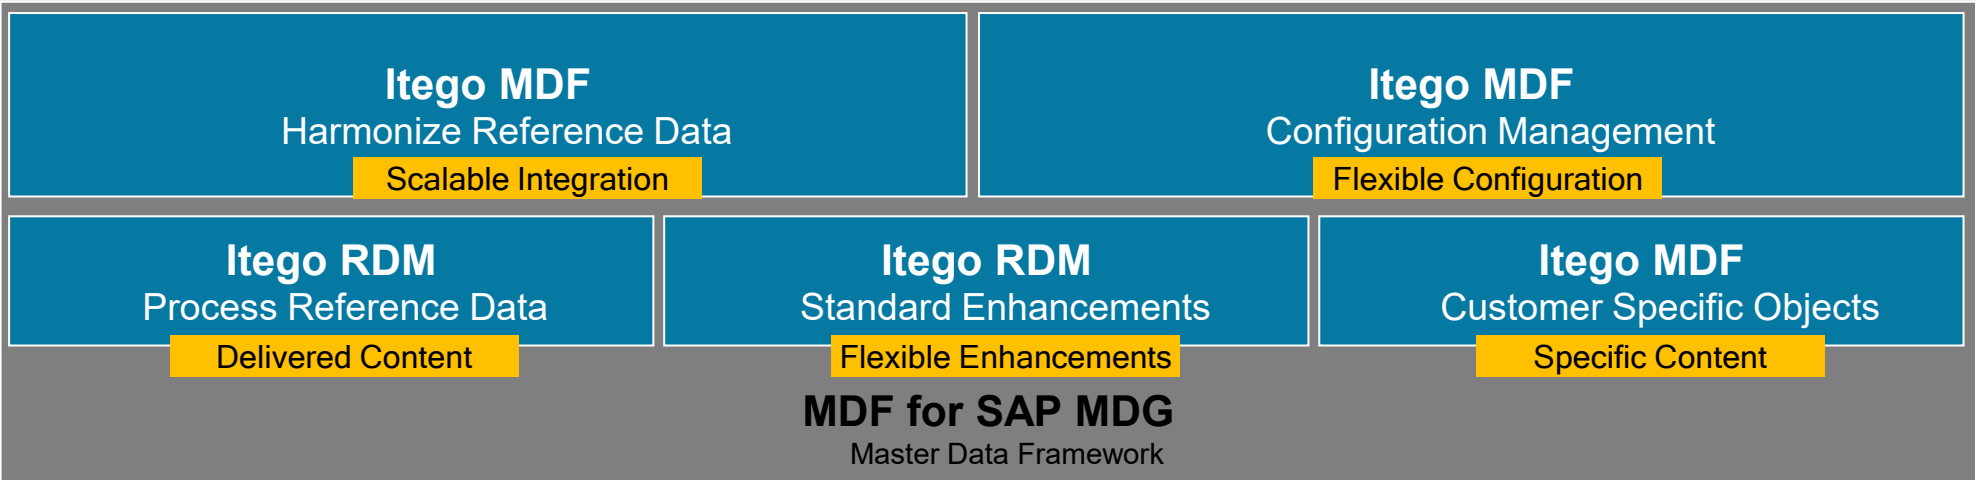 Itego MDF
Harmonize Reference Data
Scalable Integration
Itego MDF
Configuration Management
Flexible Configuration
Itego RDM
Process Reference Data
Delivered Content
Itego RDM
Standard Enhancements
Flexible Enhancements
Itego MDF
Customer Specific Objects
Specific Content
MDF for SAP MDG
Master Data Framework